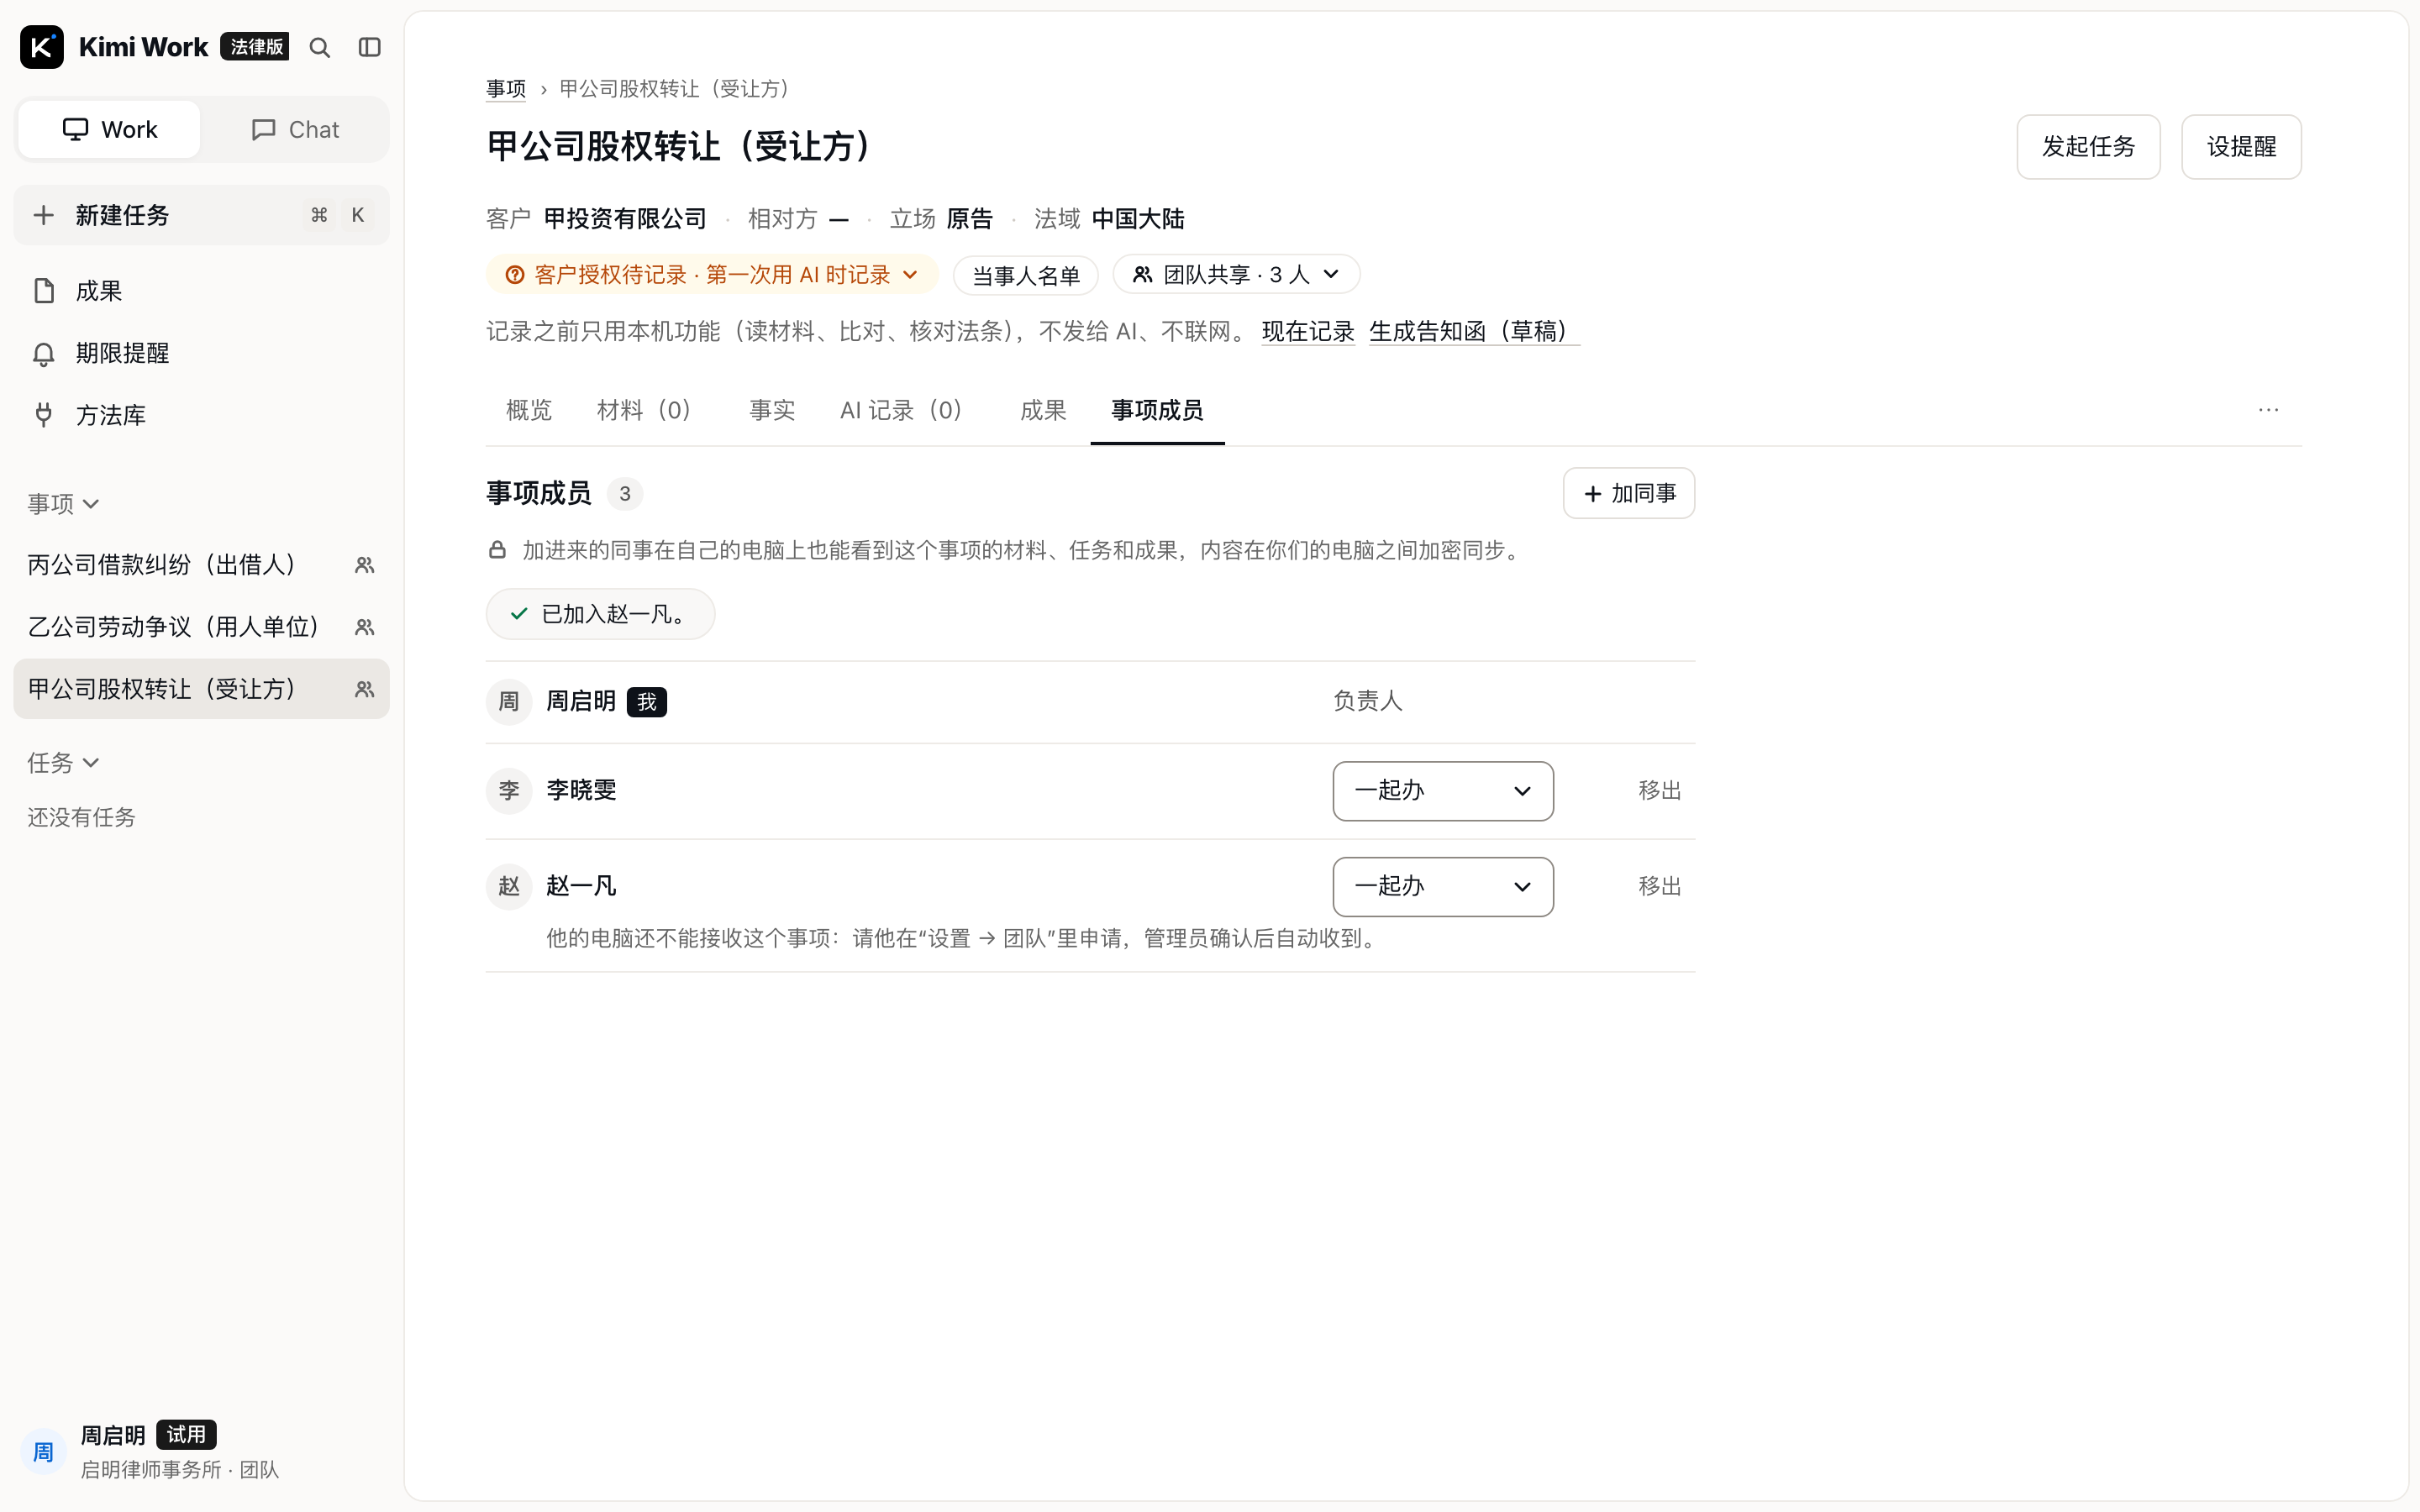 Kimi Work 法律版
Work
Chat
新建任务 ⌘ K
成果
期限提醒
方法库
事项
丙公司借款纠纷（出借人）
乙公司劳动争议（用人单位）
甲公司股权转让（受让方）
任务
还没有任务
周 周启明 试用
启明律师事务所 · 团队
事项 › 甲公司股权转让（受让方）
甲公司股权转让（受让方）
发起任务 设提醒
客户 甲投资有限公司 · 相对方 — · 立场 原告 · 法域 中国大陆
客户授权待记录 · 第一次用 AI 时记录 当事人名单 团队共享 · 3 人
记录之前只用本机功能（读材料、比对、核对法条），不发给 AI、不联网。 现在记录 生成告知函（草稿）
概览 材料（0） 事实 AI 记录（0） 成果 事项成员 ···
事项成员 3 加同事
加进来的同事在自己的电脑上也能看到这个事项的材料、任务和成果，内容在你们的电脑之间加密同步。
已加入赵一凡。
周 周启明 我 负责人
李 李晓雯 一起办 移出
赵 赵一凡 一起办 移出
他的电脑还不能接收这个事项：请他在“设置 → 团队”里申请，管理员确认后自动收到。